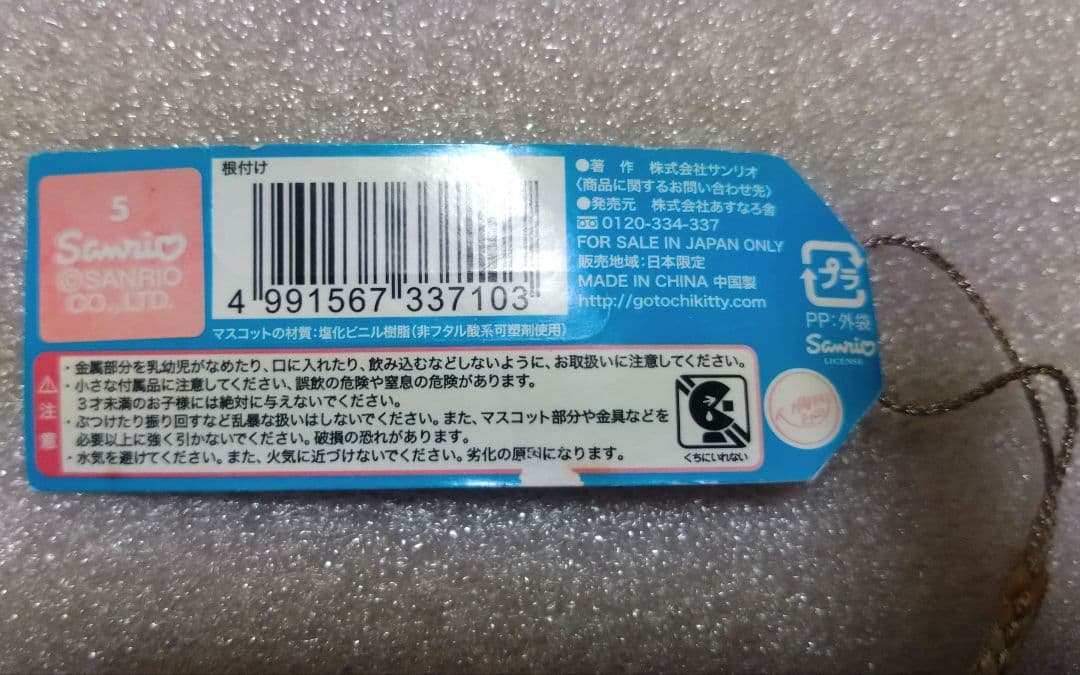 5
Sanrio
©SANRIO
CO.,LTD.
根付け
4 991567 337103
マスコットの材質:塩化ビニル樹脂(非フタル酸系可塑剤使用)
●著 作 株式会社サンリオ
〈商品に関するお問い合わせ先〉
●発売元 株式会社あすなろ舎
0120-334-337
FOR SALE IN JAPAN ONLY
販売地域:日本限定
MADE IN CHINA 中国製
http://gotochikitty.com
プラ
PP:外袋
Sanrio
LICENSE
注意
・金属部分を乳幼児がなめたり、口に入れたり、飲み込むなどしないように、お取扱いに注意してください。
・小さな付属品に注意してください、誤飲の危険や窒息の危険があります。
3才未満のお子様には絶対に与えないでください。
・ぶつけたり振り回すなど乱暴な扱いはしないでください。また、マスコット部分や金具などを
必要以上に強く引かないでください。破損の恐れがあります。
・水気を避けてください。また、火気に近づけないでください。劣化の原因になります。
くちにいれない